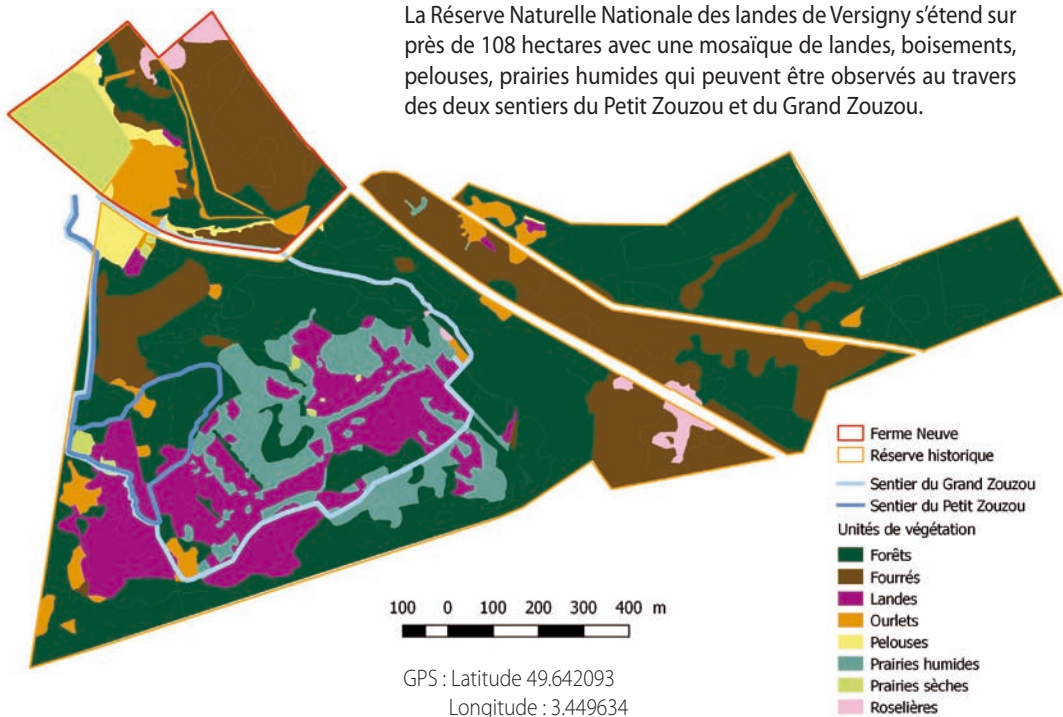 La Réserve Naturelle Nationale des landes de Versigny s’étend sur
près de 108 hectares avec une mosaïque de landes, boisements,
pelouses, prairies humides qui peuvent être observés au travers
des deux sentiers du Petit Zouzou et du Grand Zouzou.
Ferme Neuve
Réserve historique
Sentier du Grand Zouzou
Sentier du Petit Zouzou
Unités de végétation
Forêts
Fourrés
Landes
Ourlets
Pelouses
Prairies humides
Prairies sèches
Roselières
100 0 100 200 300 400 m
GPS : Latitude 49.642093
Longitude : 3.449634